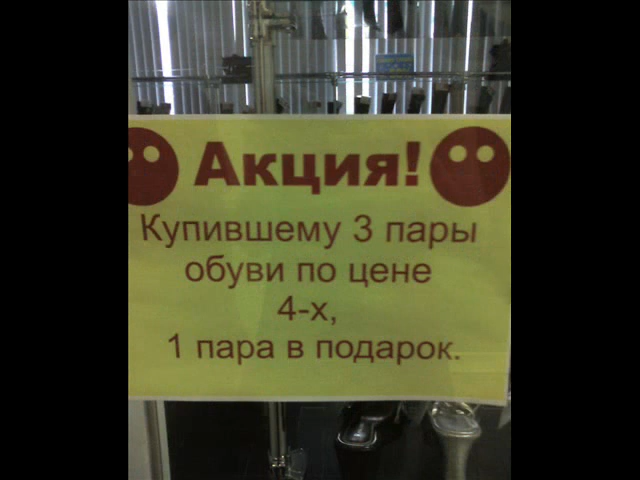 Акция!
Купившему 3 пары
обуви по цене
4-х,
1 пара в подарок.